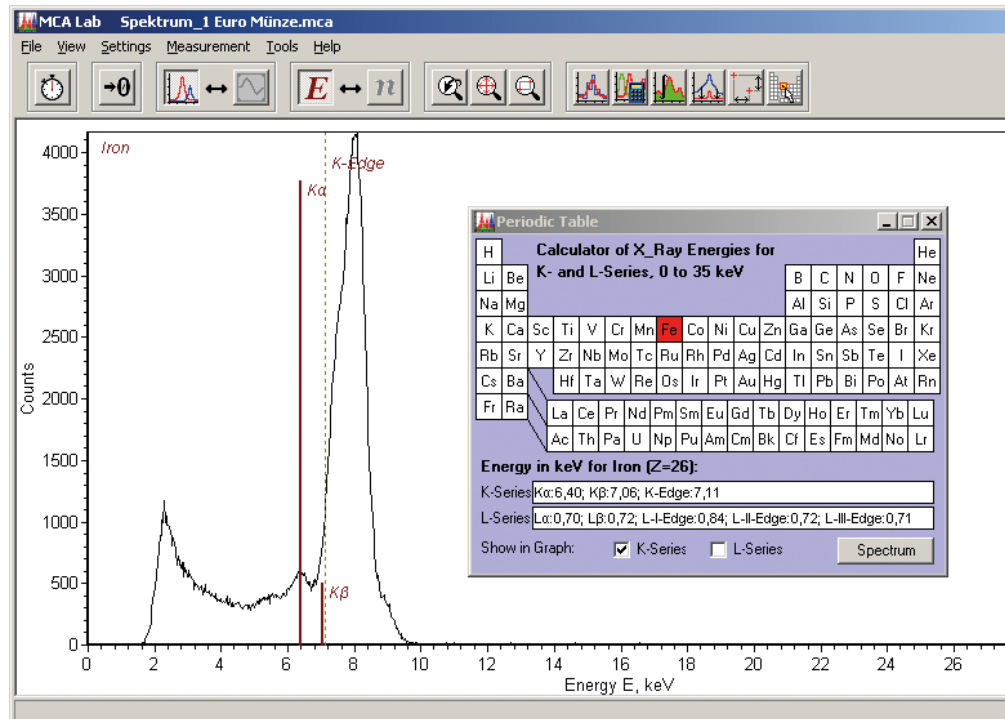 MCA Lab Spektrum_1 Euro Münze.mca
File View Settings Measurement Tools Help
→0 E ↔ n
Iron
K-Edge
Kα
Kβ
Counts
4000
3500
3000
2500
2000
1500
1000
500
0
0 2 4 6 8 10 12 14 16 18 20 22 24 26
Energy E, keV
Periodic Table
Calculator of X_Ray Energies for
K- and L-Series, 0 to 35 keV
H He
Li Be B C N O F Ne
Na Mg Al Si P S Cl Ar
K Ca Sc Ti V Cr Mn Fe Co Ni Cu Zn Ga Ge As Se Br Kr
Rb Sr Y Zr Nb Mo Tc Ru Rh Pd Ag Cd In Sn Sb Te I Xe
Cs Ba Hf Ta W Re Os Ir Pt Au Hg Tl Pb Bi Po At Rn
Fr Ra La Ce Pr Nd Pm Sm Eu Gd Tb Dy Ho Er Tm Yb Lu
Ac Th Pa U Np Pu Am Cm Bk Cf Es Fm Md No Lr
Energy in keV for Iron (Z=26):
K-Series Kα:6,40; Kβ:7,06; K-Edge:7,11
L-Series Lα:0,70; Lβ:0,72; L-I-Edge:0,84; L-II-Edge:0,72; L-III-Edge:0,71
Show in Graph: K-Series L-Series Spectrum